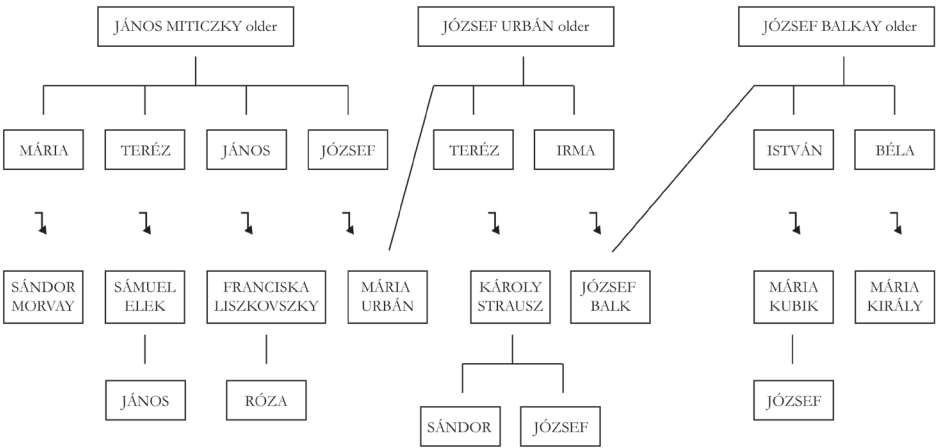 JÁNOS MITICZKY older
JÓZSEF URBÁN older
JÓZSEF BALKAY older
MÁRIA
TERÉZ
JÁNOS
JÓZSEF
TERÉZ
IRMA
ISTVÁN
BÉLA
SÁNDOR
MORVAY
SÁMUEL
ELEK
FRANCISKA
LISZKOVSZKY
MÁRIA
URBÁN
KÁROLY
STRAUSZ
JÓZSEF
BALK
MÁRIA
KUBIK
MÁRIA
KIRÁLY
JÁNOS
RÓZA
JÓZSEF
SÁNDOR
JÓZSEF